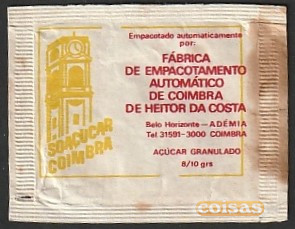 Empacotado automaticamente
por:
FÁBRICA
DE EMPACOTAMENTO
AUTOMÁTICO
DE COIMBRA
DE HEITOR DA COSTA
Belo Horizonte — ADÉMIA
Tel 31591-3000 COIMBRA
AÇÚCAR GRANULADO
8/10 grs
SOAÇUCAR
COIMBRA
coisas